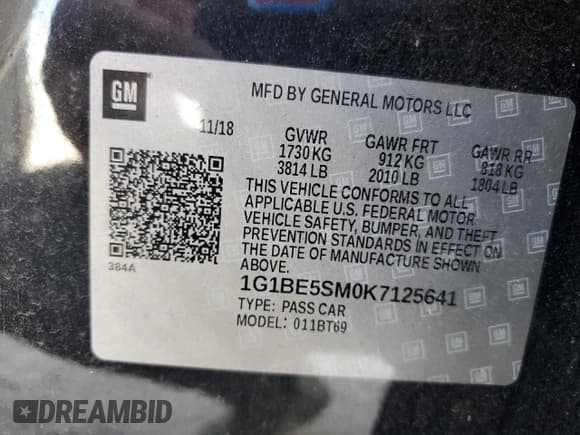 GM
MFD BY GENERAL MOTORS LLC
11/18 GVWR GAWR FRT GAWR RR
1730 KG 912 KG 818 KG
3814 LB 2010 LB 1804 LB
THIS VEHICLE CONFORMS TO ALL
APPLICABLE U.S. FEDERAL MOTOR
VEHICLE SAFETY, BUMPER, AND THEFT
PREVENTION STANDARDS IN EFFECT ON
THE DATE OF MANUFACTURE SHOWN
ABOVE.
384A
1G1BE5SM0K7125641
TYPE: PASS CAR
MODEL: 011BT69
DREAMBID